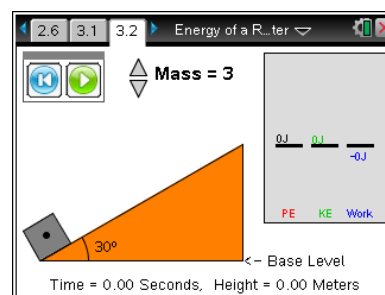 2.6 3.1 3.2 Energy of a R...ter
Mass = 3
0J 0J -0J
PE KE Work
30º
<- Base Level
Time = 0.00 Seconds, Height = 0.00 Meters